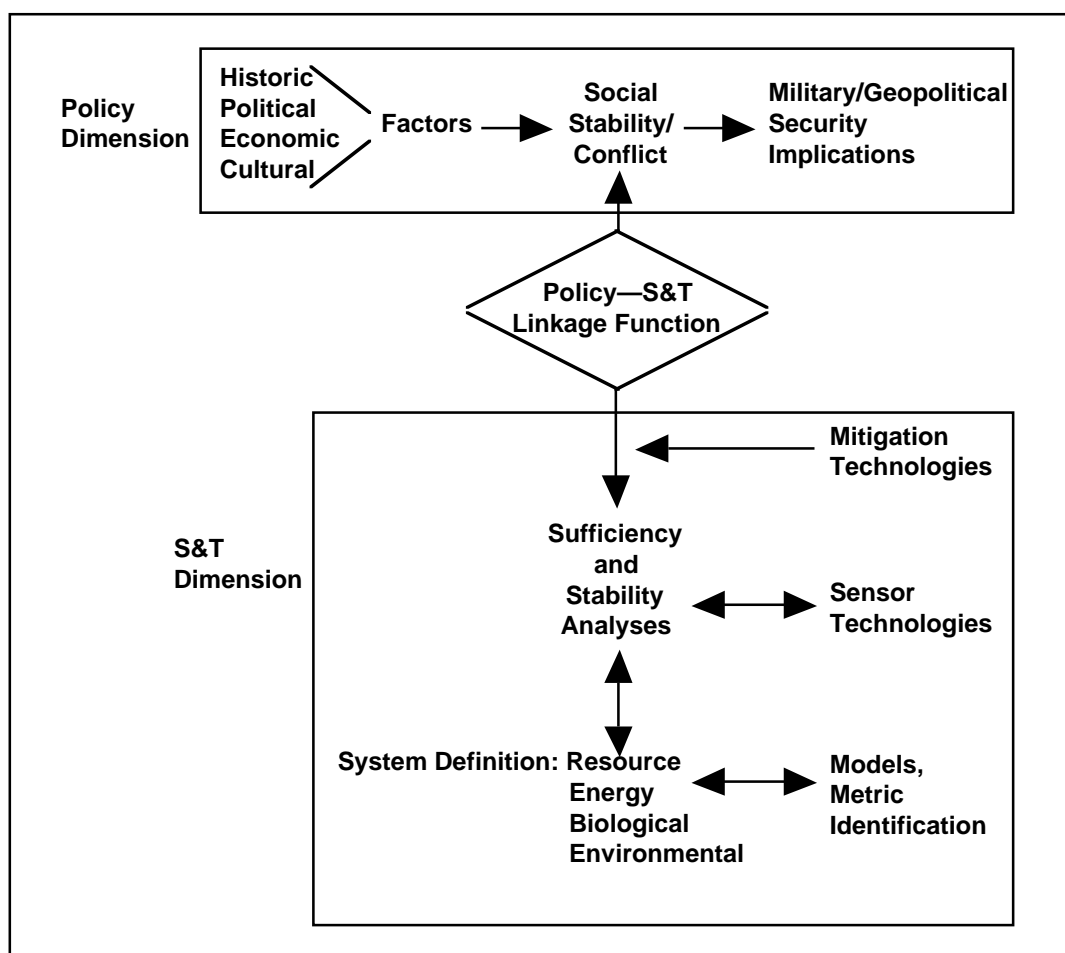 Policy
Dimension
Historic
Political
Economic
Cultural
Factors
Social
Stability/
Conflict
Military/Geopolitical
Security
Implications
Policy—S&T
Linkage Function
S&T
Dimension
Mitigation
Technologies
Sufficiency
and
Stability
Analyses
Sensor
Technologies
System Definition: Resource
Energy
Biological
Environmental
Models,
Metric
Identification